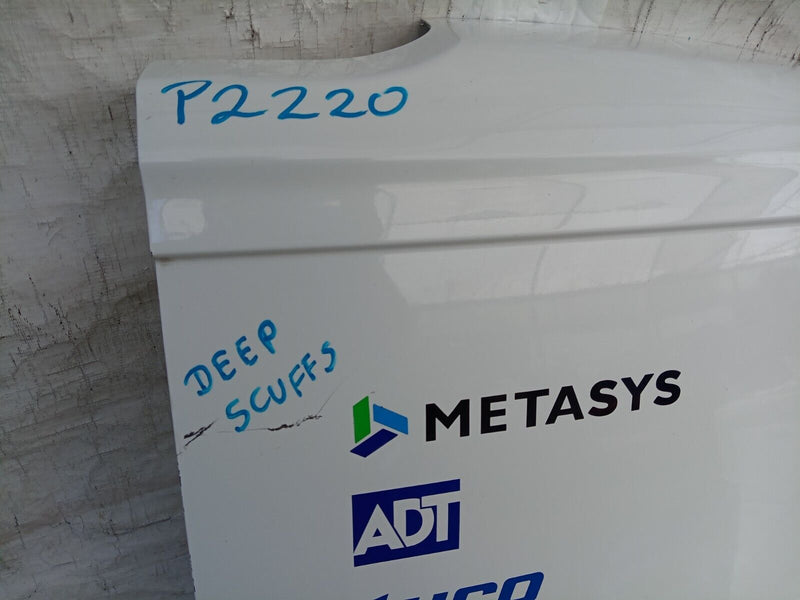 P2220
DEEP
SCUFFS
METASYS
ADT